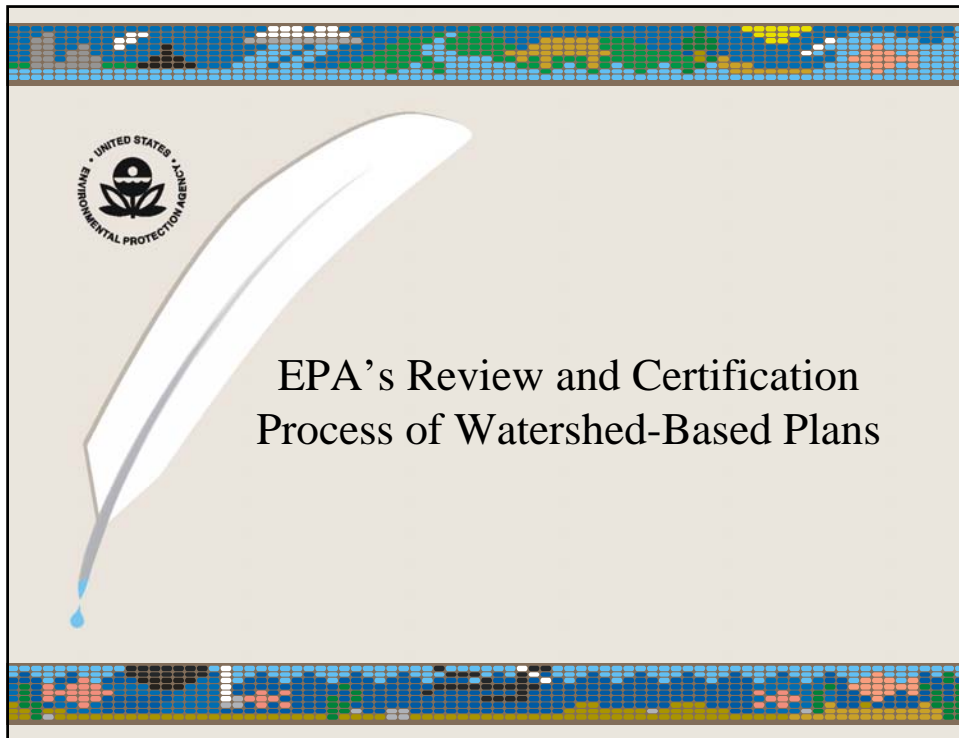 UNITED STATES
ENVIRONMENTAL PROTECTION AGENCY
EPA’s Review and Certification
Process of Watershed-Based Plans